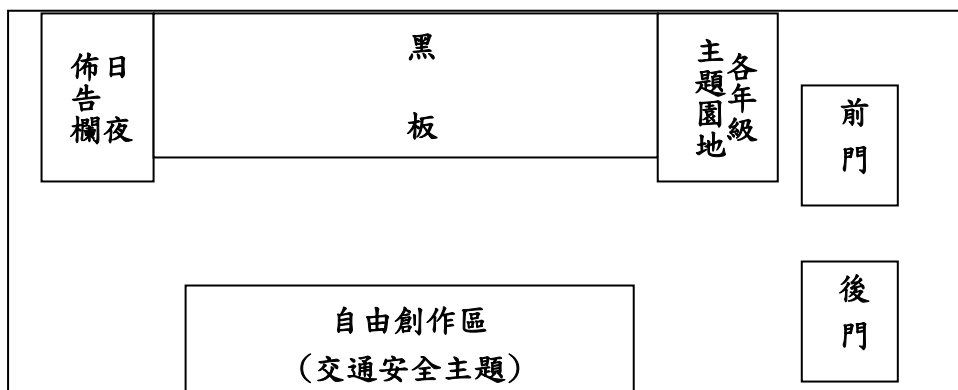 日夜
佈告欄
黑
板
各年級
主題園地
前
門
後
門
自由創作區
(交通安全主題)